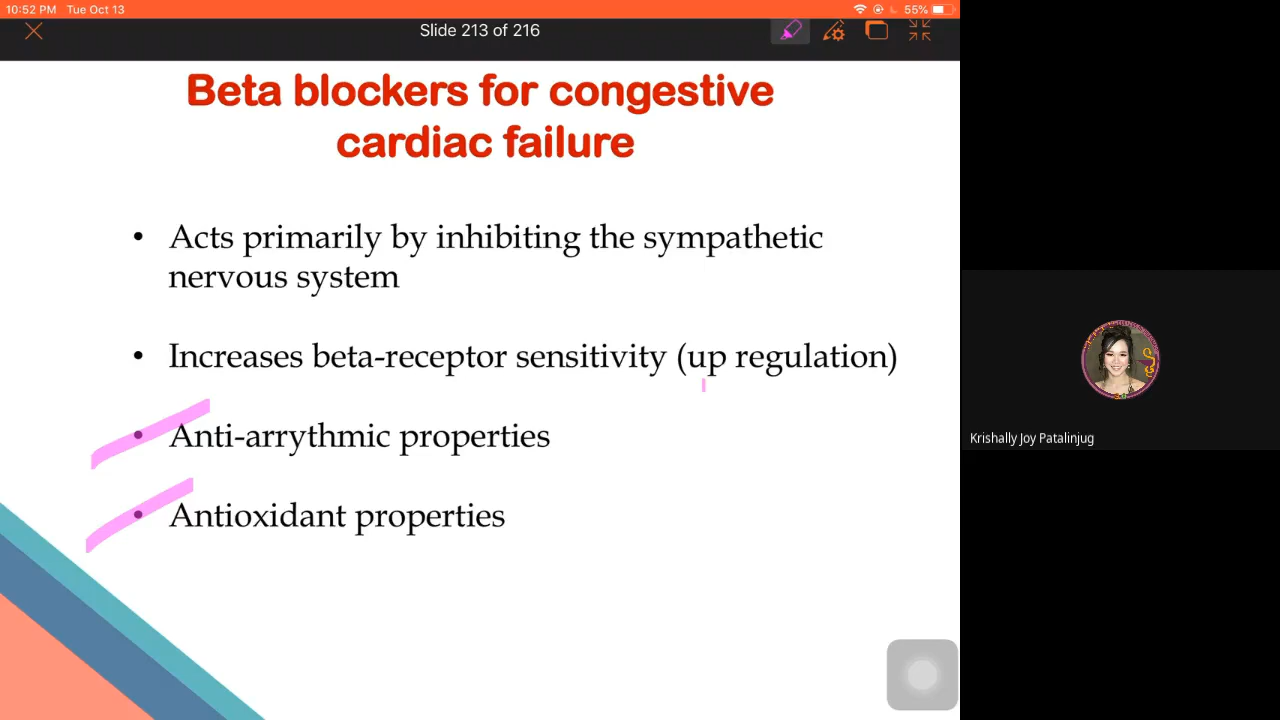 10:52 PM Tue Oct 13
55%
Slide 213 of 216
Beta blockers for congestive
cardiac failure
• Acts primarily by inhibiting the sympathetic
nervous system
• Increases beta-receptor sensitivity (up regulation)
• Anti-arrythmic properties
• Antioxidant properties
Krishally Joy Patalinjug